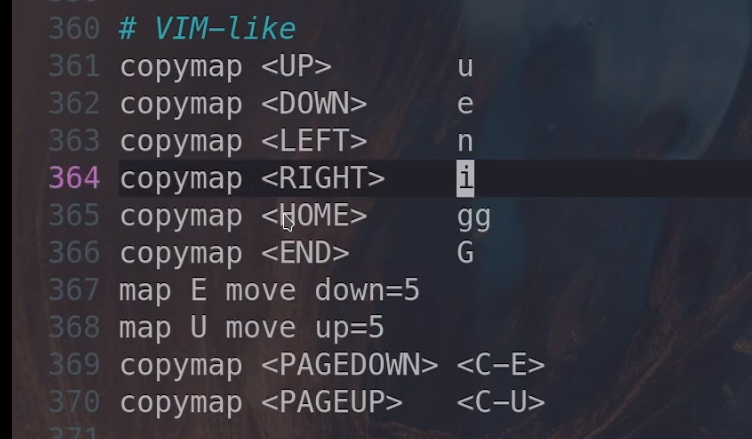 360 # VIM-like
361 copymap <UP>       u
362 copymap <DOWN>     e
363 copymap <LEFT>     n
364 copymap <RIGHT>    i
365 copymap <HOME>     gg
366 copymap <END>      G
367 map E move down=5
368 map U move up=5
369 copymap <PAGEDOWN> <C-E>
370 copymap <PAGEUP>   <C-U>
371